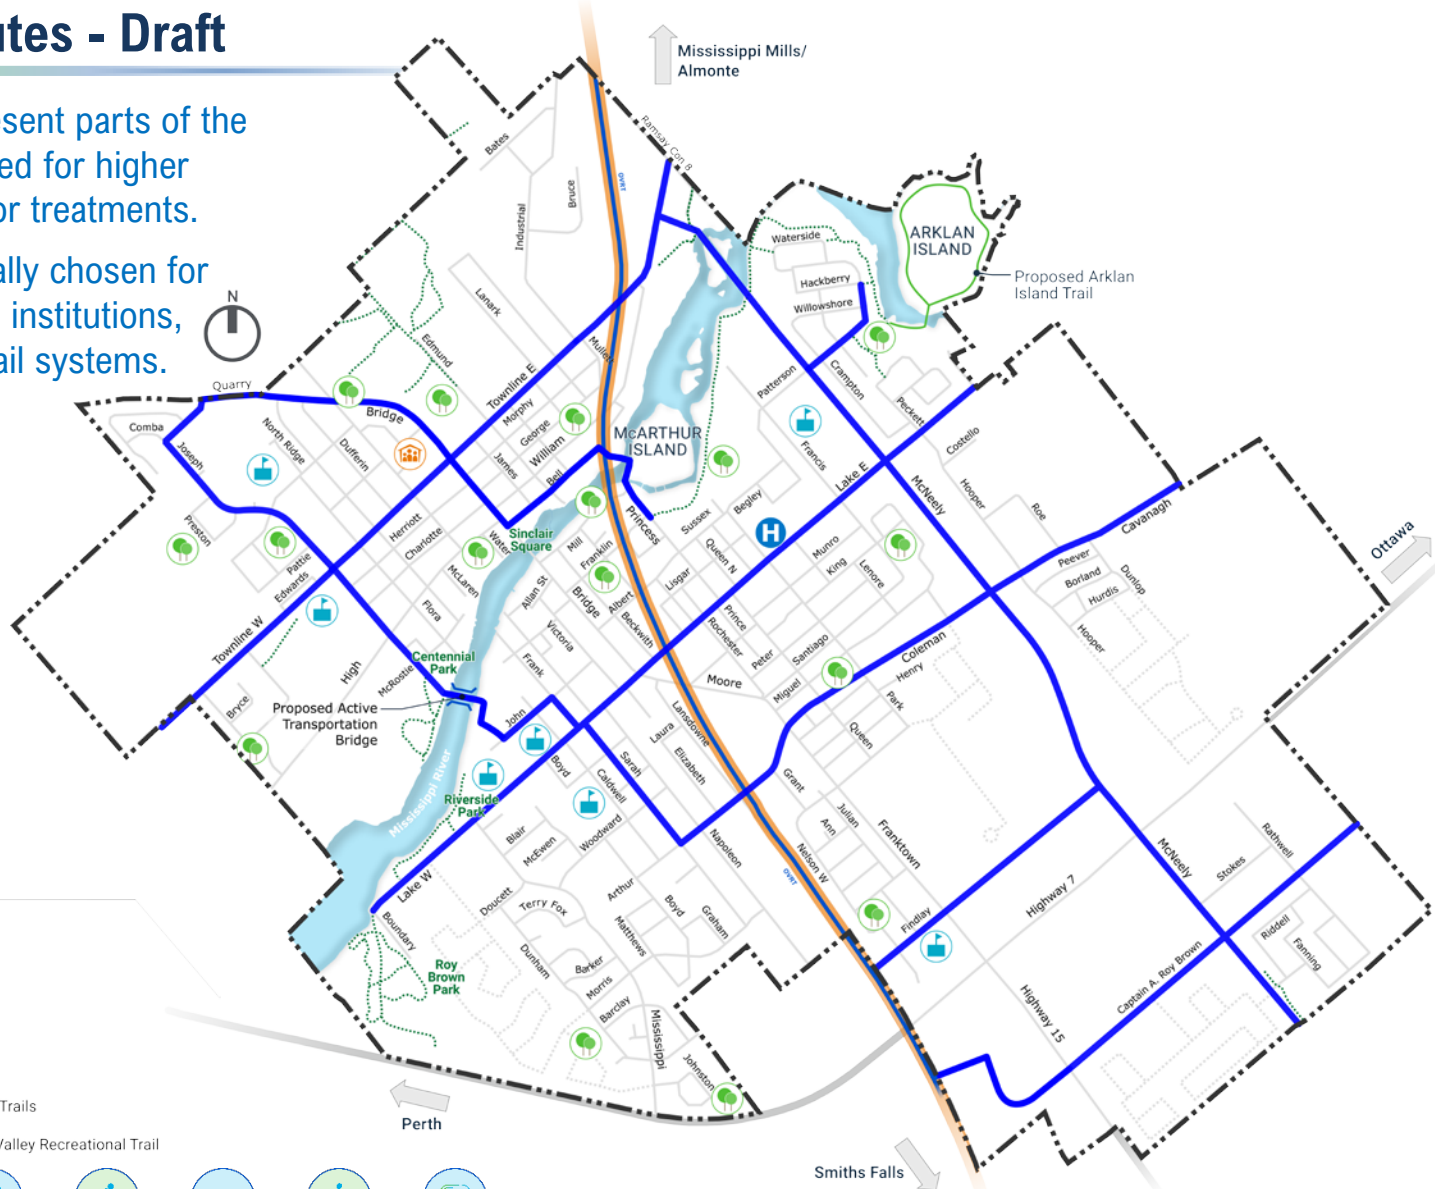 utes - Draft
esent parts of the
ed for higher
or treatments.
ally chosen for
institutions,
ail systems.
N
Mississippi Mills/
Almonte
Ramsay Con 8
Bates
Industrial
Bruce
OVRT
Waterside
Hackberry
Willowshore
ARKLAN
ISLAND
Proposed Arklan
Island Trail
Lanark
Edmund
Mullett
Quarry
Bridge
Townline E
Morphy
George
William
James
Bell
McARTHUR
ISLAND
Patterson
Crampton
Peckett
Comba
Joseph
North Ridge
Dufferin
Francis
Lake E
Costello
McNeely
Hooper
Roe
Cavanagh
Ottawa
Preston
Pattie
Edwards
Herriott
Charlotte
Water
McLaren
Flora
Sinclair
Square
Mill
Franklin
Princess
Sussex
Begley
Queen N
H
Munro
King
Lenore
Peever
Borland
Hurdis
Dunlop
Hooper
Townline W
High
McRostie
Bryce
Allan St
Bridge
Albert
Beckwith
Lisgar
Prince
Rochester
Peter
Santiago
Miguel
Coleman
Henry
Park
Queen
Victoria
Frank
Centennial
Park
Moore
Proposed Active
Transportation
Bridge
John
Lansdowne
Laura
Elizabeth
Sarah
Boyd
Caldwell
Mississippi River
Riverside
Park
Blair
McEwen
Woodward
Napoleon
Grant
Julian
Ann
Nelson W
Franktown
OVRT
McNeely
Rathwell
Stokes
Highway 7
Lake W
Boundary
Doucett
Terry Fox
Arthur
Boyd
Graham
Matthews
Dunham
Barker
Morris
Barclay
Mississippi
Johnston
Findlay
Riddell
Fanning
Captain A. Roy Brown
Highway 15
Roy
Brown
Park
Perth
Smiths Falls
Trails
Valley Recreational Trail